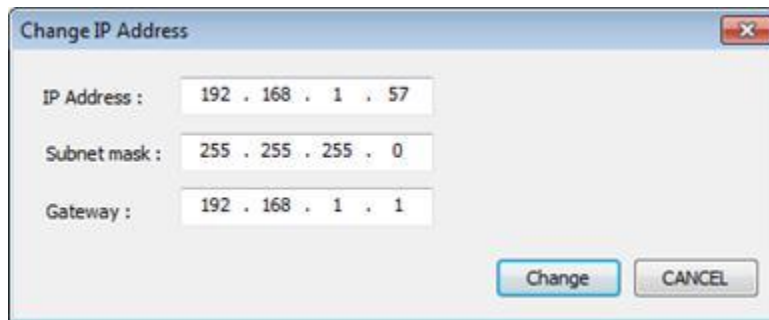 Change IP Address
IP Address : 192 . 168 . 1 . 57
Subnet mask : 255 . 255 . 255 . 0
Gateway : 192 . 168 . 1 . 1
Change CANCEL